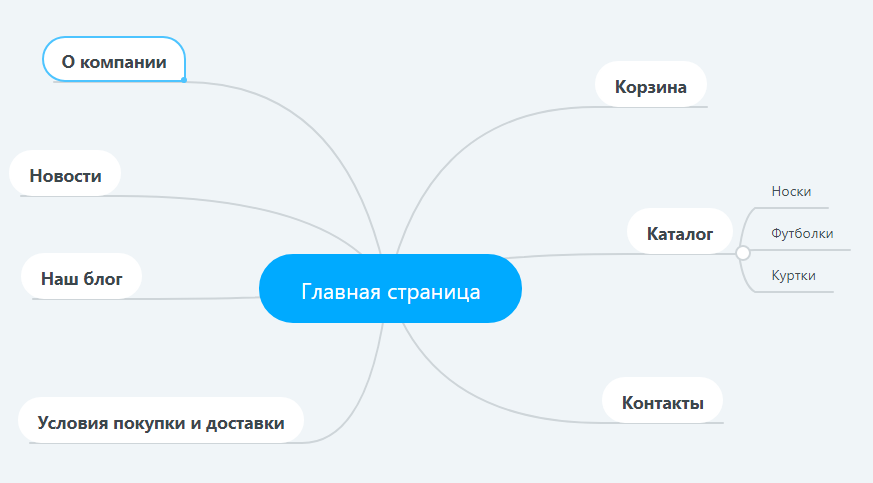 О компании
Новости
Наш блог
Условия покупки и доставки
Главная страница
Корзина
Каталог
Носки
Футболки
Куртки
Контакты